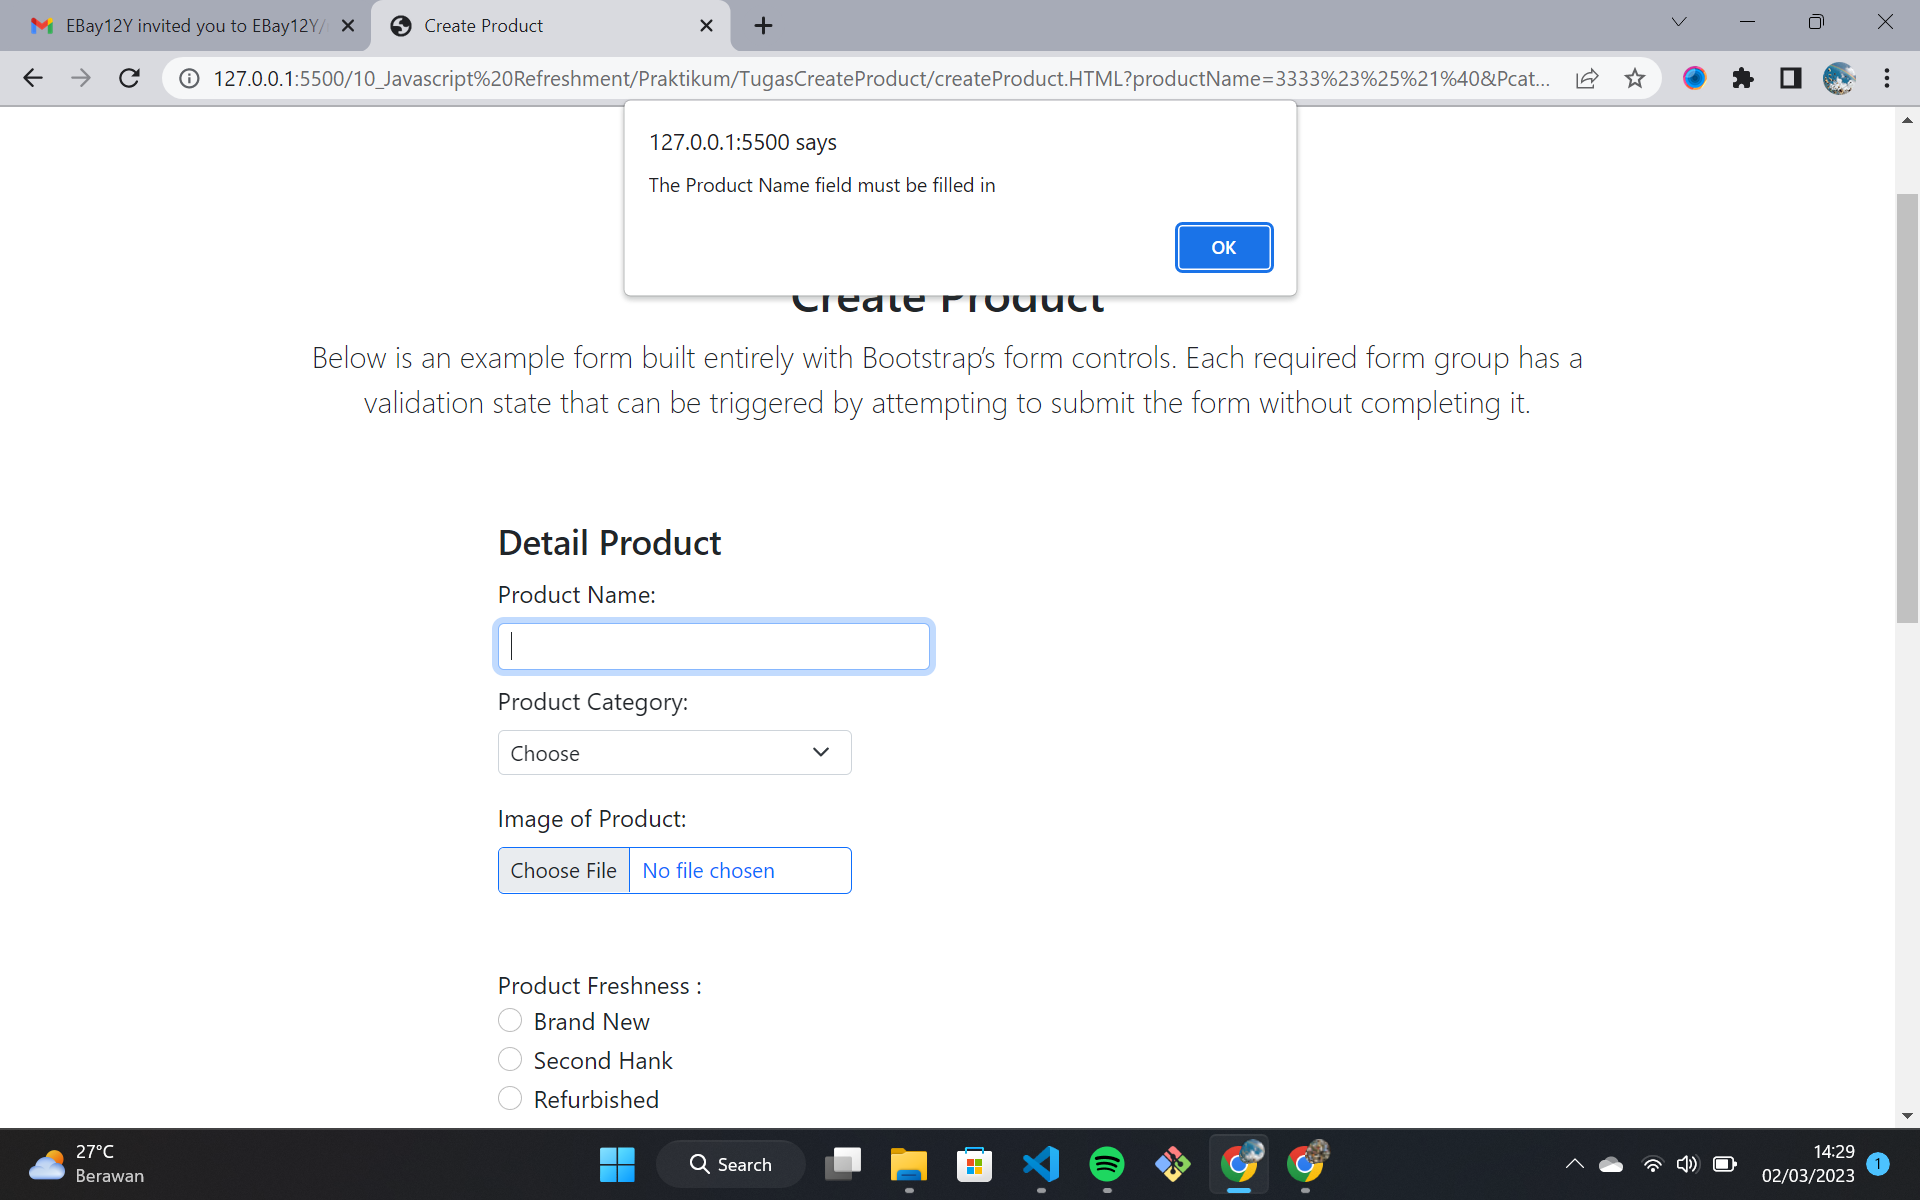 EBay12Y invited you to EBay12Y/
Create Product
127.0.0.1:5500/10_Javascript%20Refreshment/Praktikum/TugasCreateProduct/createProduct.HTML?productName=3333%23%25%21%40&Pcat...
127.0.0.1:5500 says
The Product Name field must be filled in
OK
Create Product
Below is an example form built entirely with Bootstrap’s form controls. Each required form group has a
validation state that can be triggered by attempting to submit the form without completing it.
Detail Product
Product Name:
Product Category:
Choose
Image of Product:
Choose File No file chosen
Product Freshness :
Brand New
Second Hank
Refurbished
27°C
Berawan
Search
14:29
02/03/2023
1